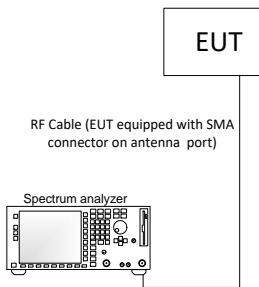 EUT
RF Cable (EUT equipped with SMA
connector on antenna port)
Spectrum analyzer